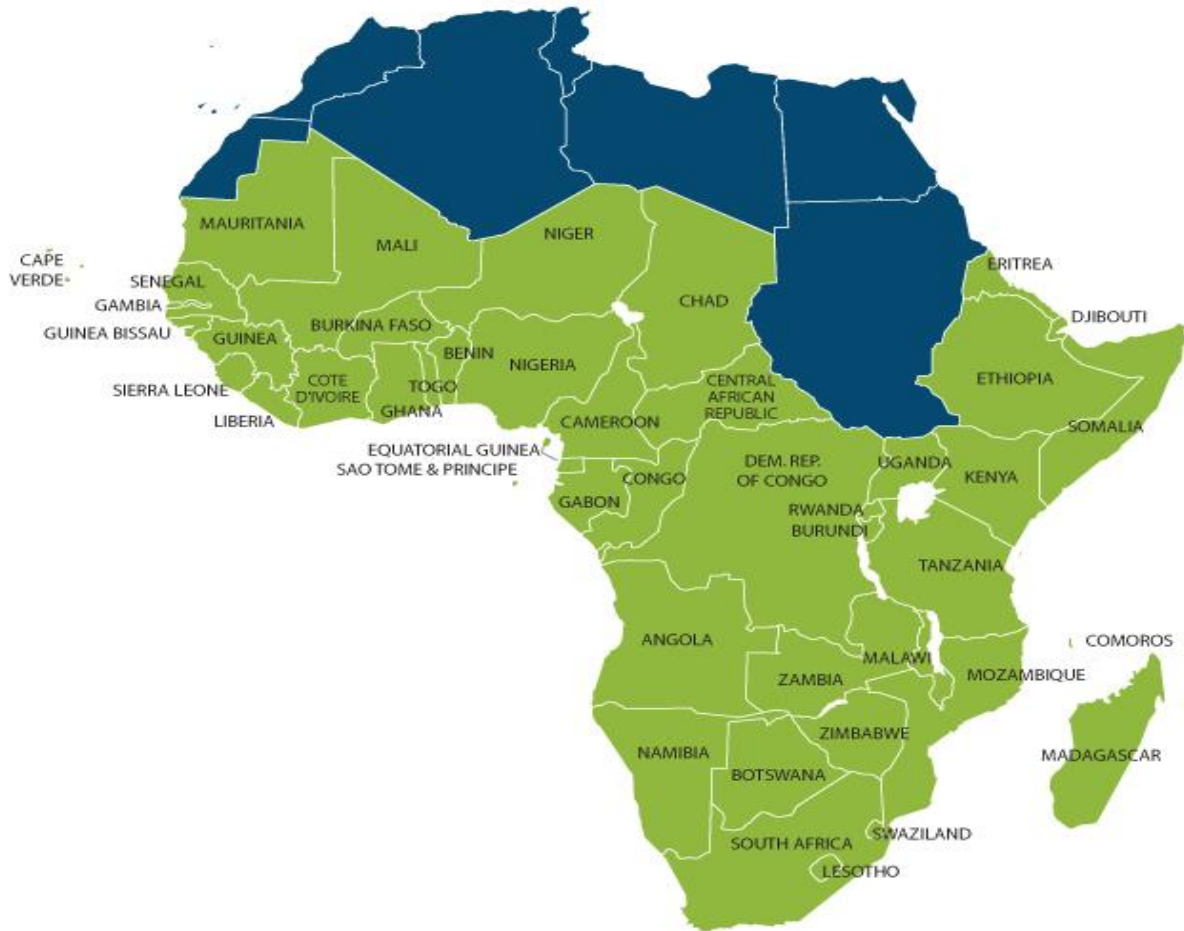 MAURITANIA
MALI
NIGER
CAPE
VERDE
SENEGAL
ERITREA
CHAD
GAMBIA
DJIBOUTI
GUINEA BISSAU
GUINEA
BURKINA FASO
BENIN
NIGERIA
SIERRA LEONE
COTE
D'IVOIRE
TOGO
CENTRAL
AFRICAN
REPUBLIC
ETHIOPIA
LIBERIA
GHANA
CAMEROON
SOMALIA
EQUATORIAL GUINEA
SAO TOME & PRINCIPE
DEM. REP.
OF CONGO
UGANDA
KENYA
GABON
CONGO
RWANDA
BURUNDI
TANZANIA
ANGOLA
COMOROS
MALAWI
ZAMBIA
MOZAMBIQUE
ZIMBABWE
NAMIBIA
MADAGASCAR
BOTSWANA
SWAZILAND
SOUTH AFRICA
LESOTHO